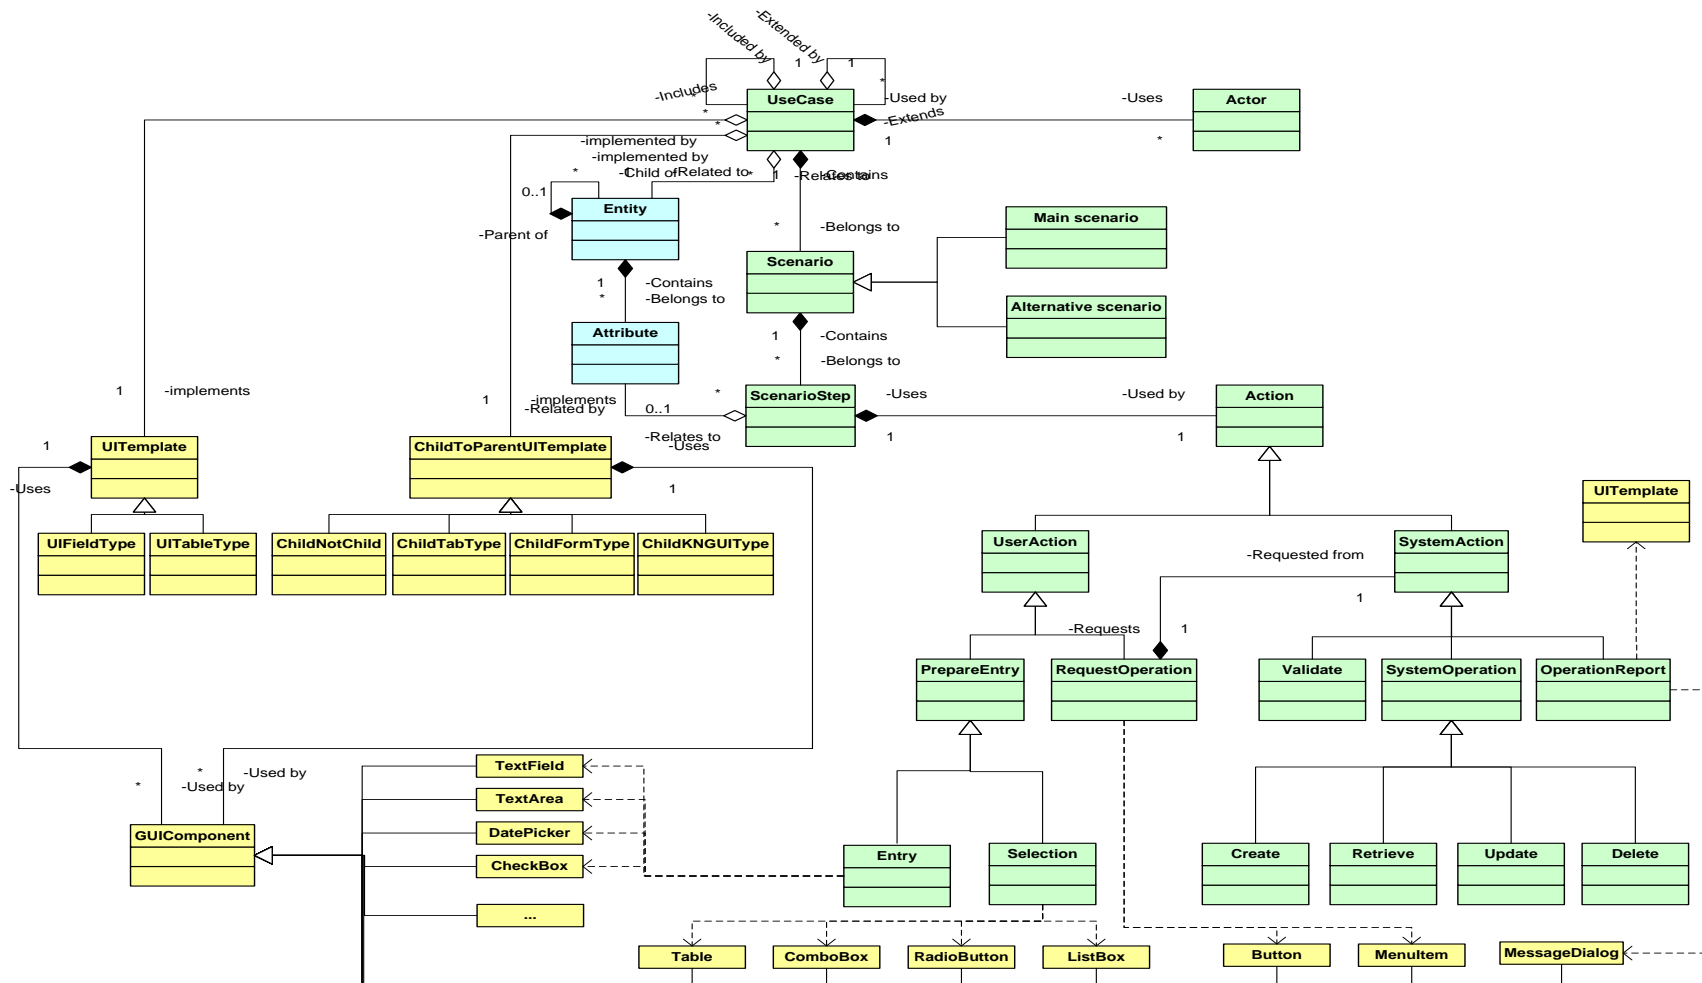 -Included by
-Extended by
1
1
*
-Includes
*
UseCase
-Used by
-Uses
Actor
*
*
-Extends
1
*
-implemented by
-implemented by
*
-Child of
1
-Related to
*
1
-Relates to
-Contains
0..1
Entity
-Parent of
*
-Belongs to
Main scenario
Scenario
1
-Contains
*
-Belongs to
Alternative scenario
Attribute
1
-Contains
*
-Belongs to
1
-implements
1
-implements
-Related by
0..1
*
ScenarioStep
-Uses
-Used by
Action
1
1
-Relates to
-Uses
1
UITemplate
ChildToParentUITemplate
-Uses
1
UITemplate
UIFieldType
UITableType
ChildNotChild
ChildTabType
ChildFormType
ChildKNGUIType
UserAction
-Requested from
SystemAction
1
-Requests
1
PrepareEntry
RequestOperation
Validate
SystemOperation
OperationReport
*
-Used by
*
-Used by
TextField
TextArea
DatePicker
CheckBox
...
GUIComponent
Entry
Selection
Create
Retrieve
Update
Delete
Table
ComboBox
RadioButton
ListBox
Button
MenuItem
MessageDialog